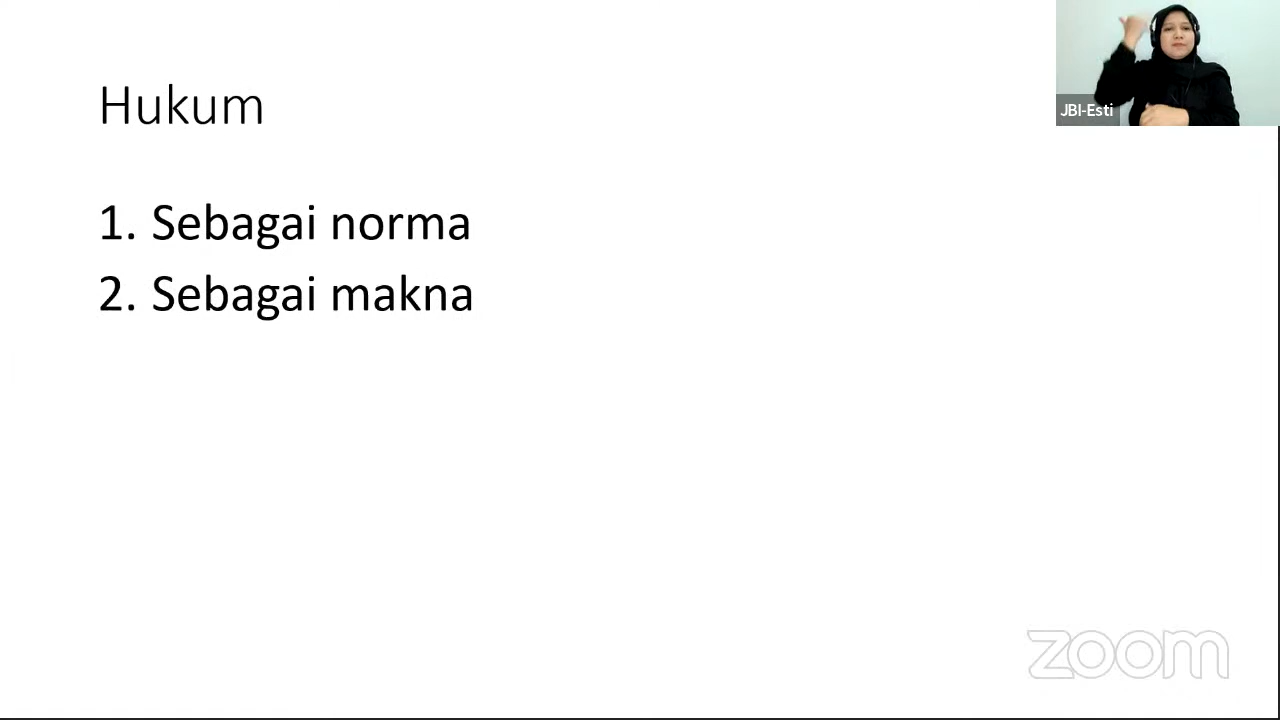 Hukum
JBI-Esti
1. Sebagai norma
2. Sebagai makna
zoom